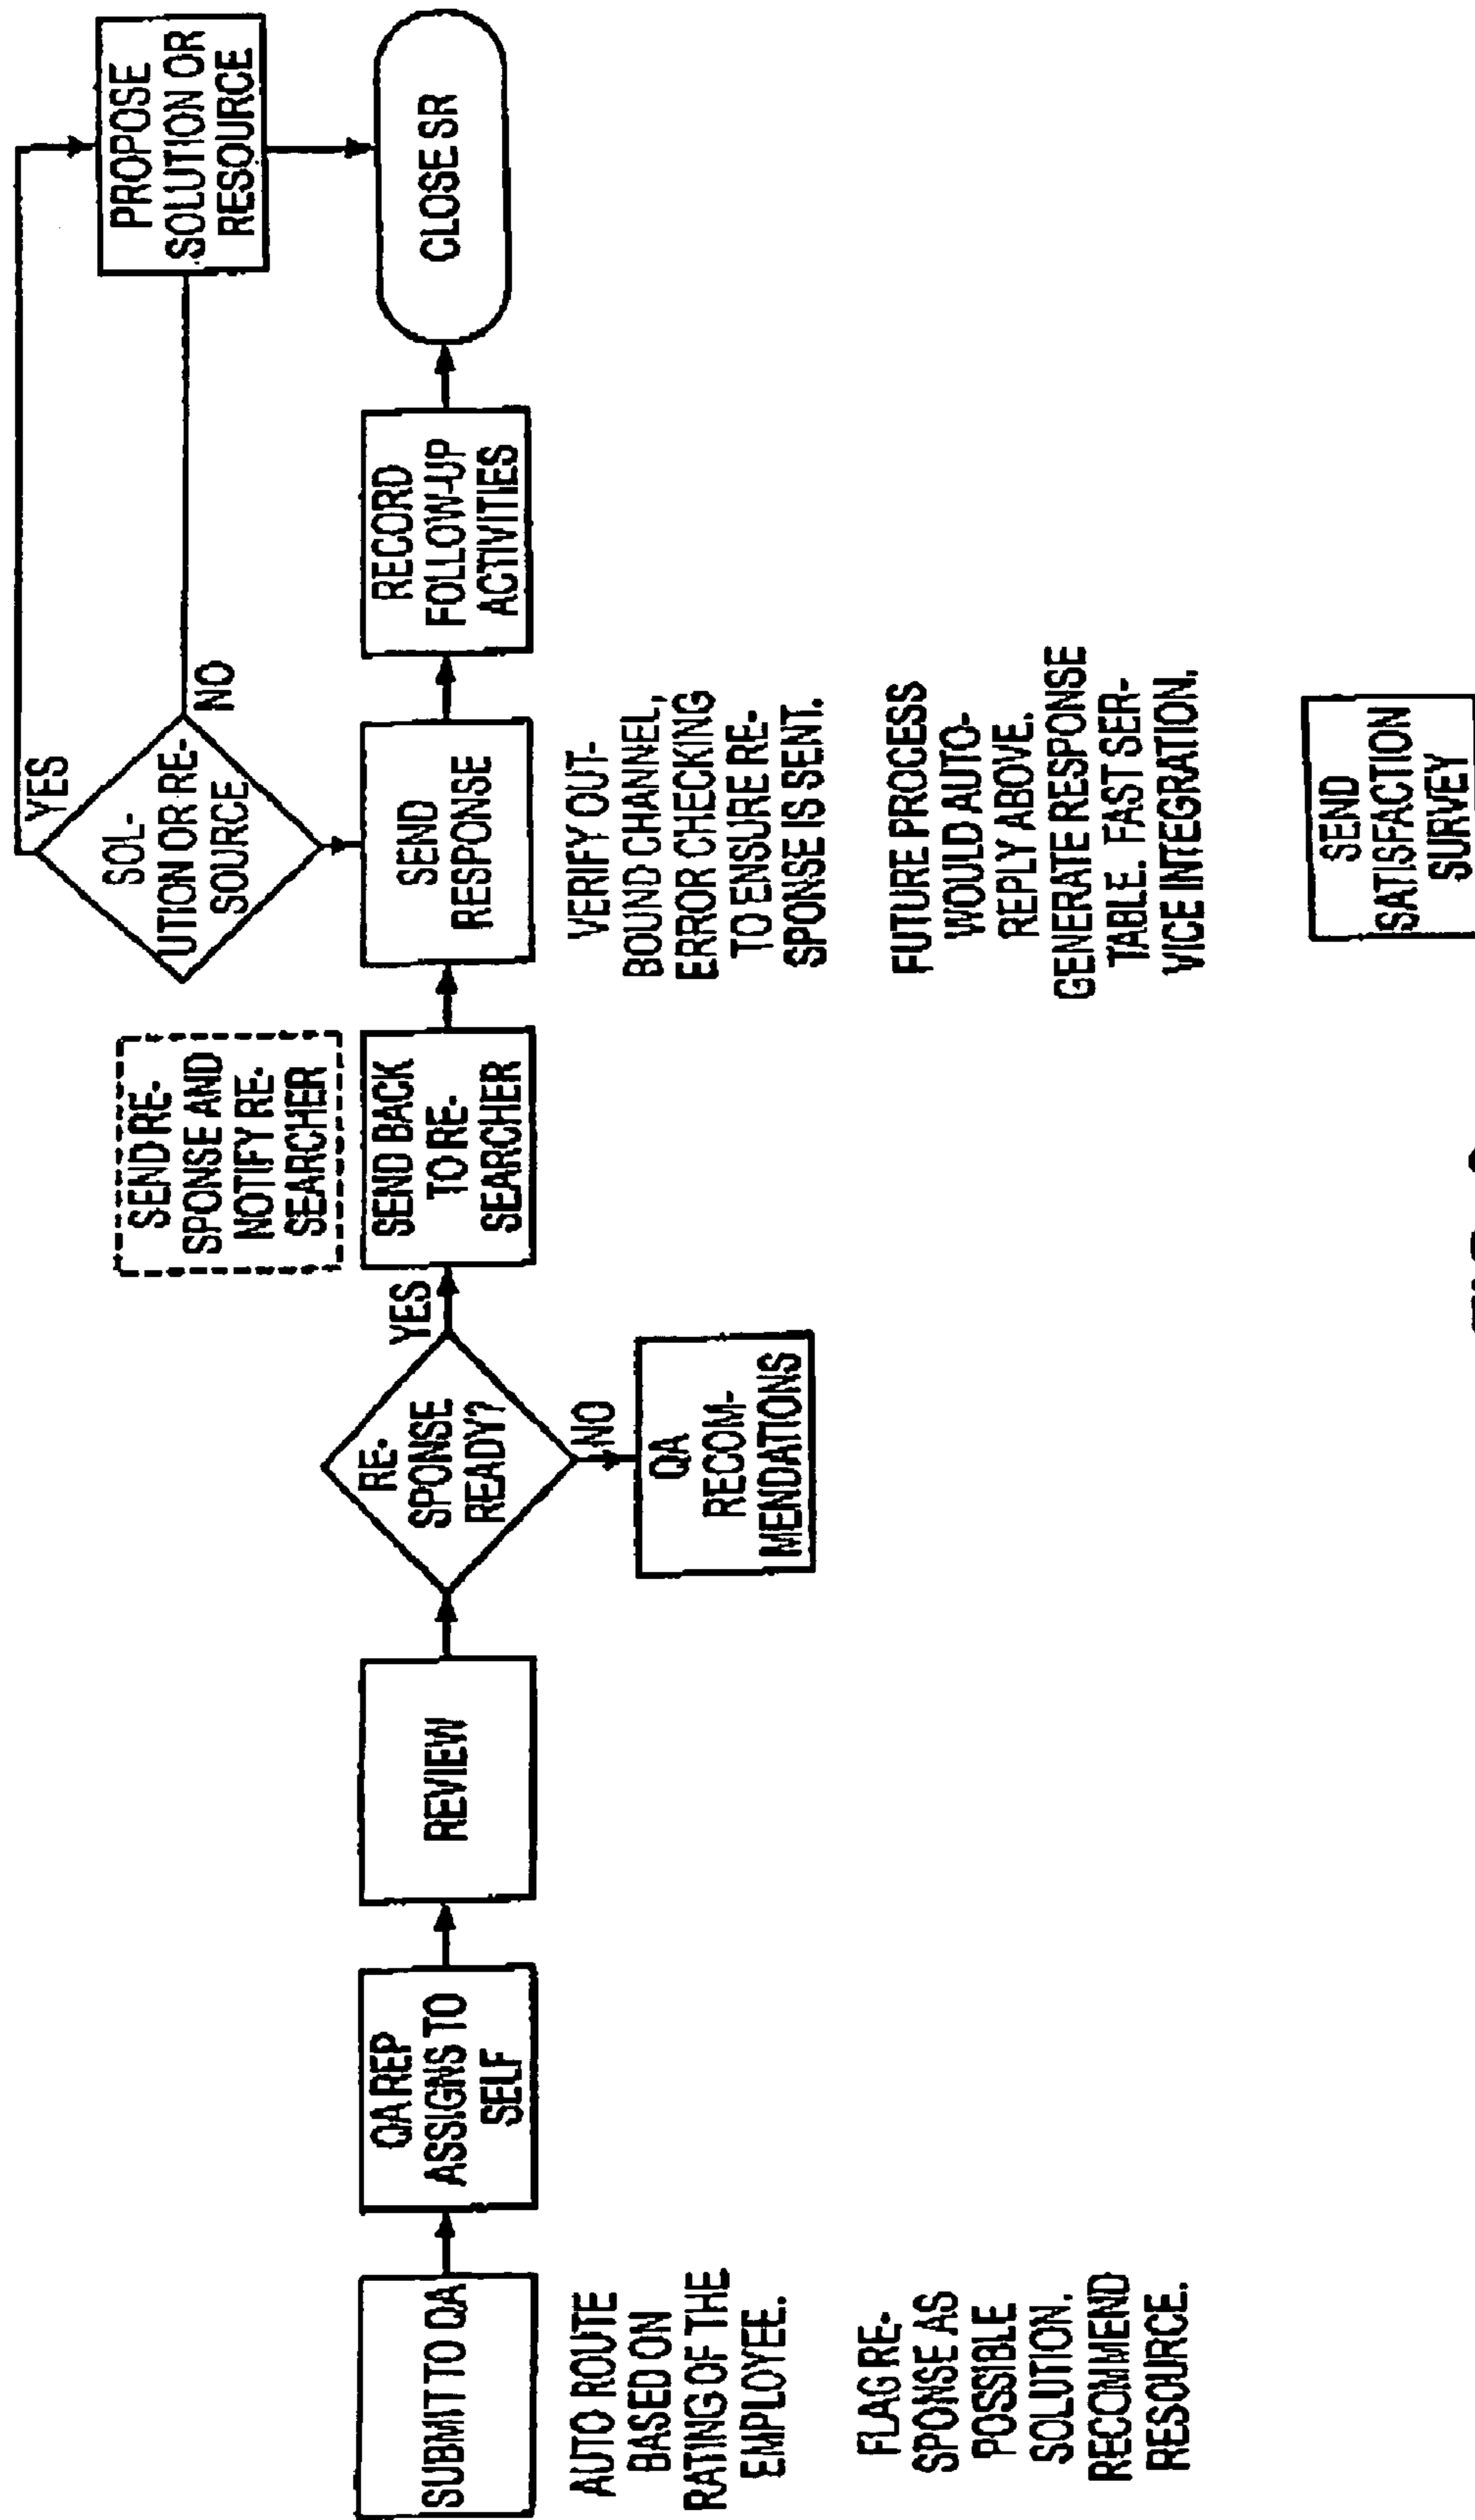 SUBMIT TO QA
AUTO ROUTE
BASED ON
RATING OF THE
EMPLOYEE.
FLAG RE-
SPONSE AS
POSSIBLE
SOLUTION.
RECOMMEND
RESOURCE.
QA REP
ASSIGNS TO
SELF
REVIEW
RE-
SPONSE
READY?
YES
NO
QA
RECOM-
MENDATIONS
SEND RE-
SPONSE AND
NOTIFY RE-
SEARCHER
SEND BACK
TO RE-
SEARCHER
SOL-
UTION OR RE-
SOURCE
YES
NO
SEND
RESPONSE
VERIFY OUT-
BOUND CHANNEL,
ERROR CHECKING
TO ENSURE RE-
SPONSE IS SENT.
FUTURE PROCESS
WOULD AUTO-
REPLY ABOVE.
GENERATE RESPONSE
TABLE. FAST SER-
VICE INTEGRATION.
SEND
SATISFACTION
SURVEY
RECORD
FOLLOW-UP
ACTIVITIES
PROPOSE
SOLUTION OR
RESOURCE
CLOSE SR